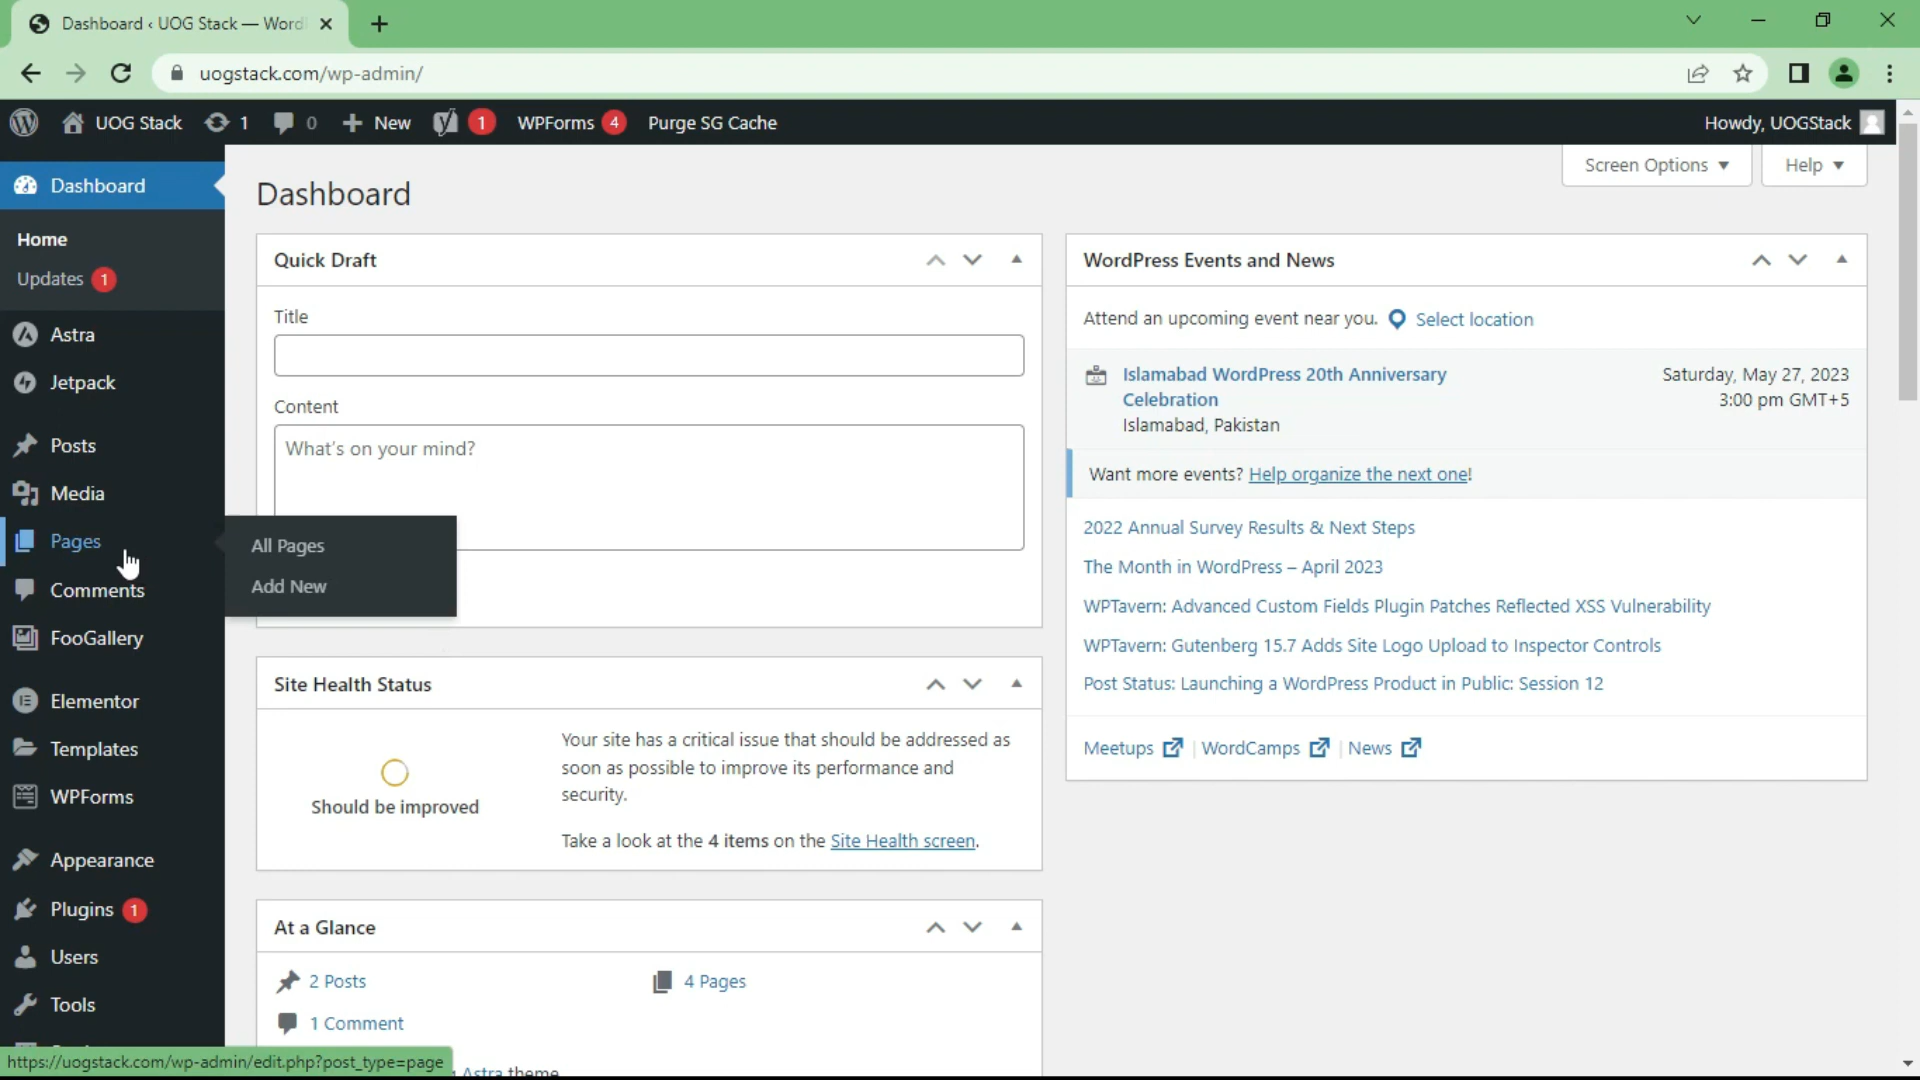 Dashboard ‹ UOG Stack — Word
uogstack.com/wp-admin/
UOG Stack 1 0 New 1 WPForms 4 Purge SG Cache Howdy, UOGStack
Dashboard
Home
Updates 1
Astra
Jetpack
Posts
Media
Pages
Comments
FooGallery
Elementor
Templates
WPForms
Appearance
Plugins 1
Users
Tools
All Pages
Add New
Screen Options Help
Dashboard
Quick Draft
Title
Content
What's on your mind?
Site Health Status
Should be improved
Your site has a critical issue that should be addressed as
soon as possible to improve its performance and
security.
Take a look at the 4 items on the Site Health screen.
At a Glance
2 Posts 4 Pages
1 Comment
Astra theme
WordPress Events and News
Attend an upcoming event near you. Select location
Islamabad WordPress 20th Anniversary Saturday, May 27, 2023
Celebration 3:00 pm GMT+5
Islamabad, Pakistan
Want more events? Help organize the next one!
2022 Annual Survey Results & Next Steps
The Month in WordPress – April 2023
WPTavern: Advanced Custom Fields Plugin Patches Reflected XSS Vulnerability
WPTavern: Gutenberg 15.7 Adds Site Logo Upload to Inspector Controls
Post Status: Launching a WordPress Product in Public: Session 12
Meetups | WordCamps | News
https://uogstack.com/wp-admin/edit.php?post_type=page